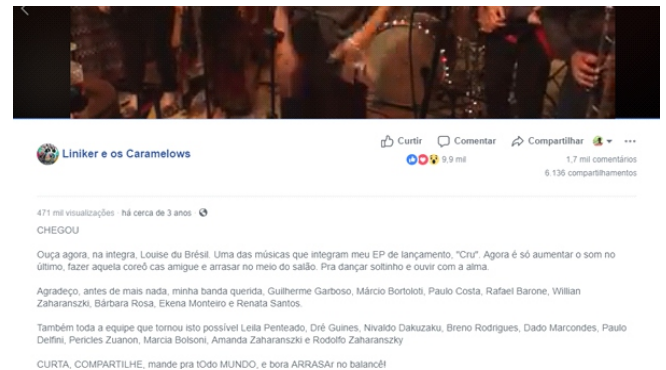 Curtir Comentar Compartilhar
Liniker e os Caramelows
9,9 mil 1,7 mil comentários
6.136 compartilhamentos
471 mil visualizações · há cerca de 3 anos ·
CHEGOU
Ouça agora, na integra, Louise du Brésil. Uma das músicas que integram meu EP de lançamento, "Cru". Agora é só aumentar o som no
último, fazer aquela coreô cas amigue e arrasar no meio do salão. Pra dançar soltinho e ouvir com a alma.
Agradeço, antes de mais nada, minha banda querida, Guilherme Garboso, Márcio Bortoloti, Paulo Costa, Rafael Barone, Willian
Zaharanszki, Bárbara Rosa, Ekena Monteiro e Renata Santos.
Também toda a equipe que tornou isto possível Leila Penteado, Dré Guines, Nivaldo Dakuzaku, Breno Rodrigues, Dado Marcondes, Paulo
Delfini, Pericles Zuanon, Marcia Bolsoni, Amanda Zaharanszki e Rodolfo Zaharanszky
CURTA, COMPARTILHE, mande pra tOdo MUNDO, e bora ARRASAr no balancê!